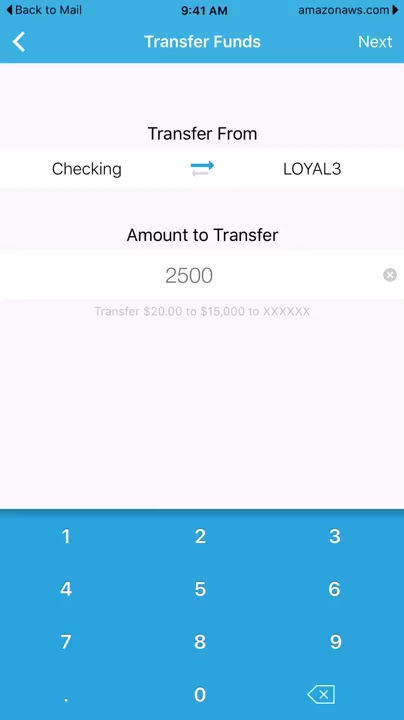 Back to Mail 9:41 AM amazonaws.com
Transfer Funds Next
Transfer From
Checking LOYAL3
Amount to Transfer
2500
Transfer $20.00 to $15,000 to XXXXXX
1 2 3
4 5 6
7 8 9
. 0